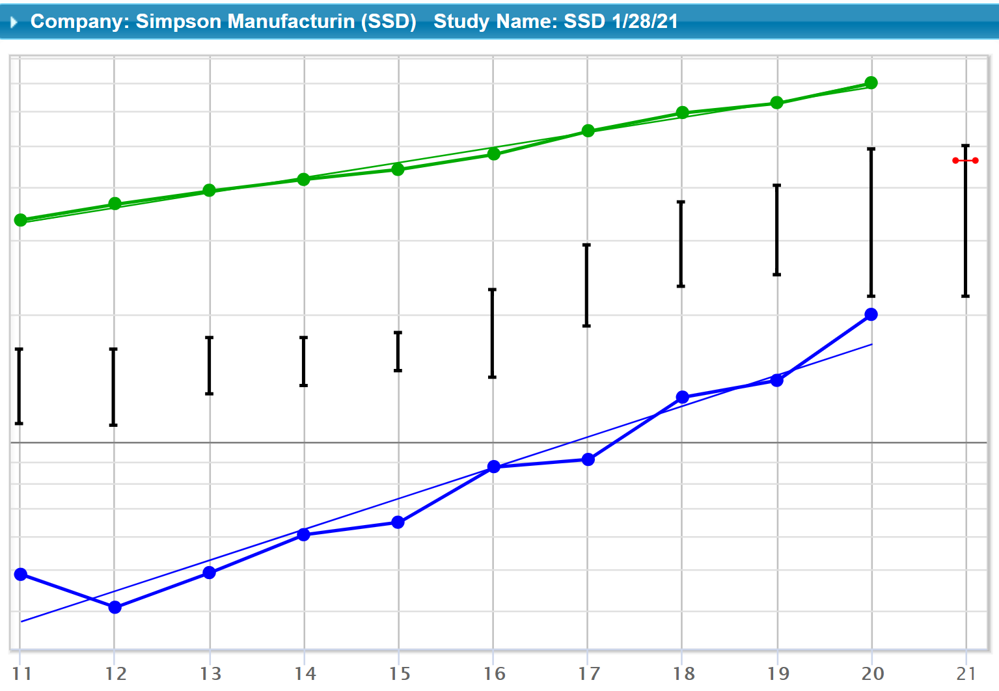 Company: Simpson Manufacturin (SSD) Study Name: SSD 1/28/21
11 12 13 14 15 16 17 18 19 20 21